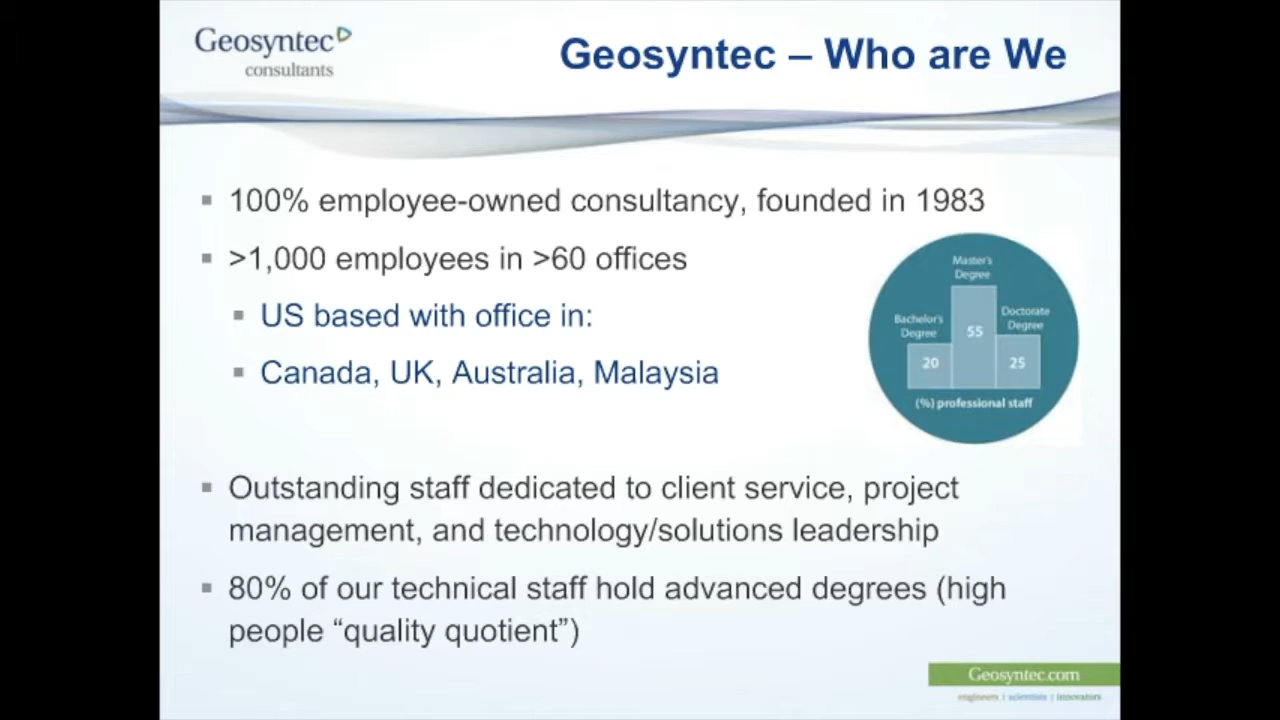 Geosyntec
consultants
Geosyntec – Who are We
▪ 100% employee-owned consultancy, founded in 1983
▪ >1,000 employees in >60 offices
▪ US based with office in:
▪ Canada, UK, Australia, Malaysia
Master's
Degree
Bachelor's
Degree
Doctorate
Degree
20
55
25
(%) professional staff
▪ Outstanding staff dedicated to client service, project
management, and technology/solutions leadership
▪ 80% of our technical staff hold advanced degrees (high
people “quality quotient”)
Geosyntec.com
engineers | scientists | innovators